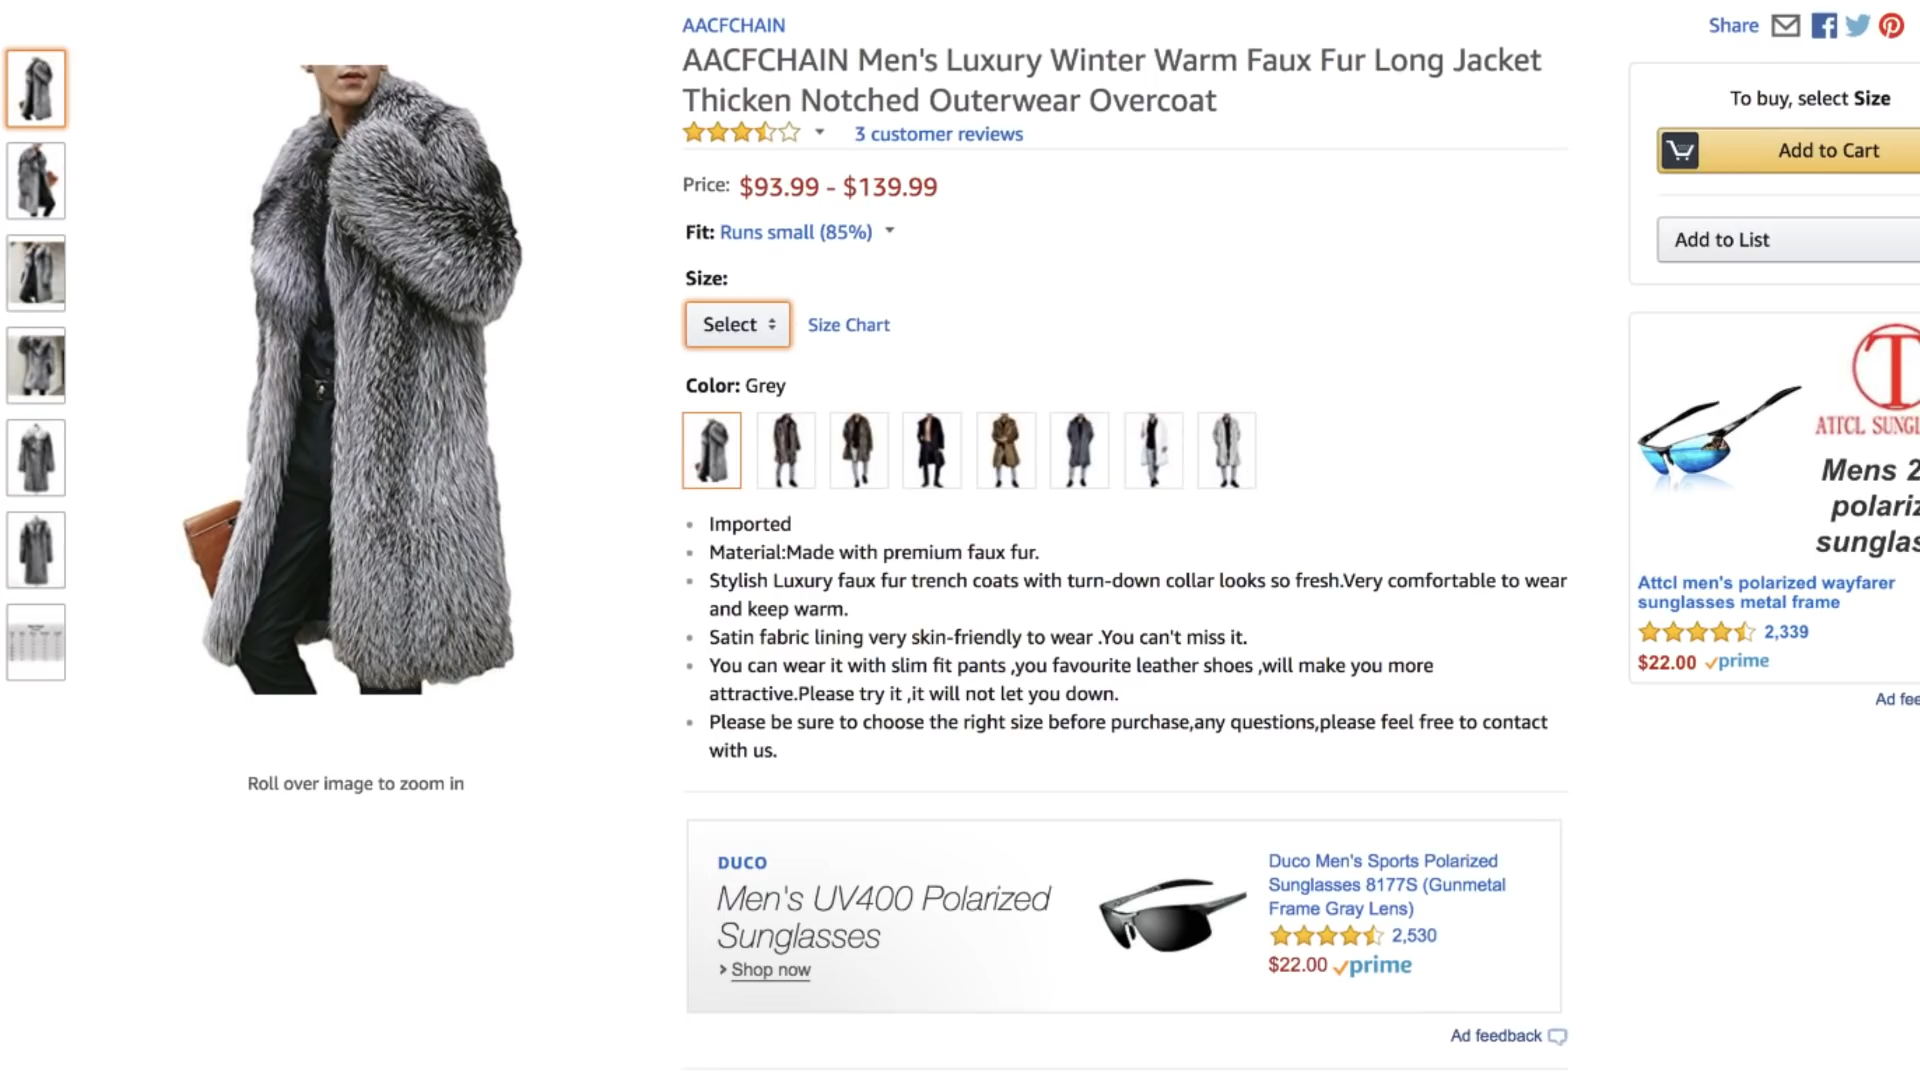 AACFCHAIN
AACFCHAIN Men's Luxury Winter Warm Faux Fur Long Jacket
Thicken Notched Outerwear Overcoat
3 customer reviews
Price: $93.99 - $139.99
Fit: Runs small (85%)
Size:
Select
Size Chart
Color: Grey
Imported
Material:Made with premium faux fur.
Stylish Luxury faux fur trench coats with turn-down collar looks so fresh.Very comfortable to wear
and keep warm.
Satin fabric lining very skin-friendly to wear .You can't miss it.
You can wear it with slim fit pants ,you favourite leather shoes ,will make you more
attractive.Please try it ,it will not let you down.
Please be sure to choose the right size before purchase,any questions,please feel free to contact
with us.
Roll over image to zoom in
DUCO
Men's UV400 Polarized
Sunglasses
Shop now
Duco Men's Sports Polarized
Sunglasses 8177S (Gunmetal
Frame Gray Lens)
2,530
$22.00 prime
Ad feedback
Share
To buy, select Size
Add to Cart
Add to List
T
ATTCL SUNGL
Mens 2
polariz
sunglas
Attcl men's polarized wayfarer
sunglasses metal frame
2,339
$22.00 prime
Ad fee